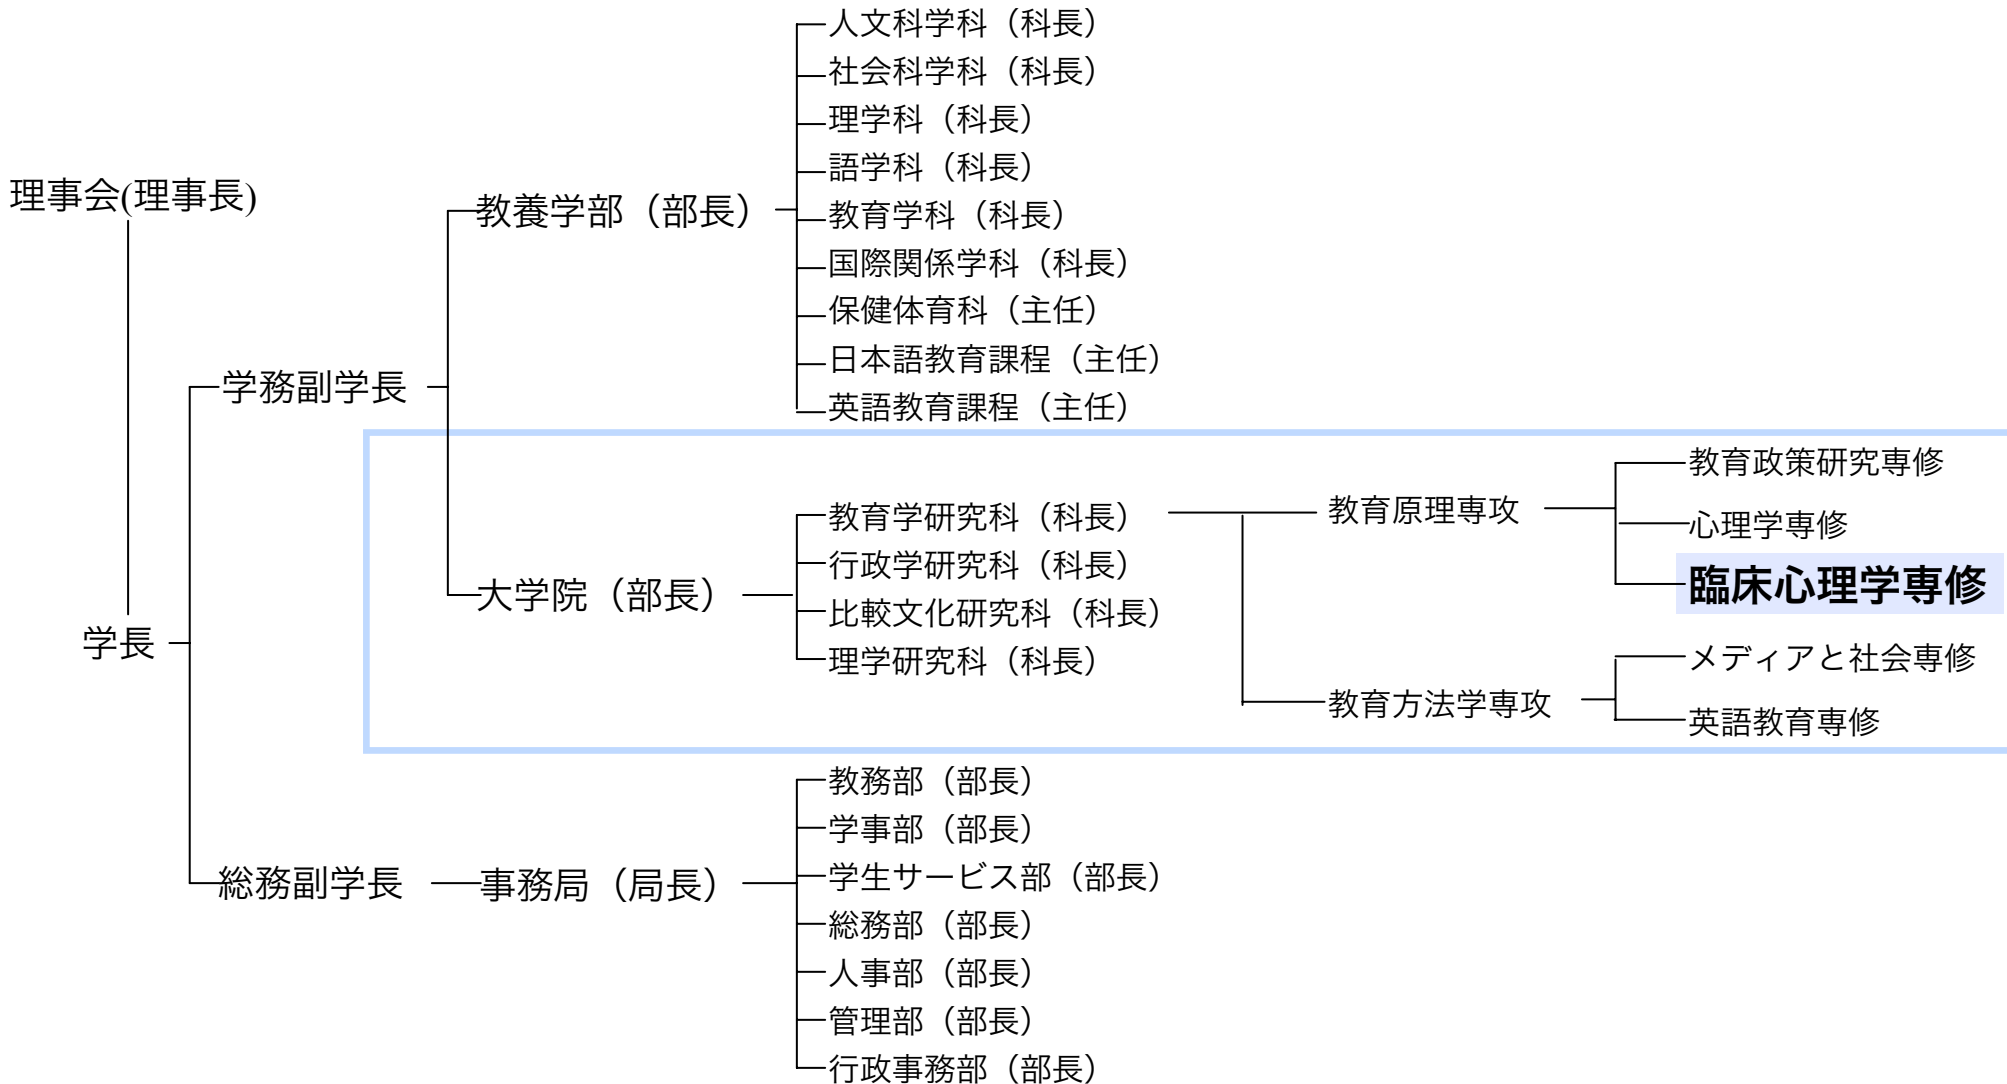 理事会(理事長)
学長
学務副学長
教養学部（部長）
人文科学科（科長）
社会科学科（科長）
理学科（科長）
語学科（科長）
教育学科（科長）
国際関係学科（科長）
保健体育科（主任）
日本語教育課程（主任）
英語教育課程（主任）
大学院（部長）
教育学研究科（科長）
行政学研究科（科長）
比較文化研究科（科長）
理学研究科（科長）
教育原理専攻
教育政策研究専修
心理学専修
臨床心理学専修
教育方法学専攻
メディアと社会専修
英語教育専修
総務副学長
事務局（局長）
教務部（部長）
学事部（部長）
学生サービス部（部長）
総務部（部長）
人事部（部長）
管理部（部長）
行政事務部（部長）